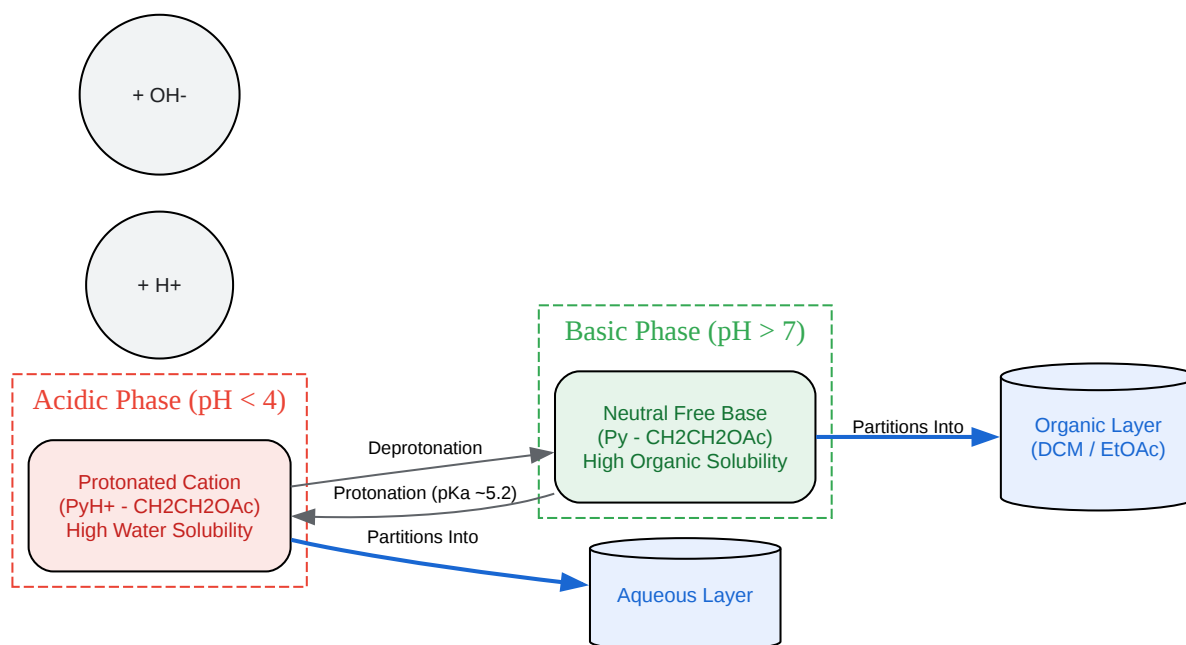 + OH-
+ H+
Acidic Phase (pH < 4)
Protonated Cation
(PyH+ - CH2CH2OAc)
High Water Solubility
Deprotonation
Protonation (pKa ~5.2)
Partitions Into
Basic Phase (pH > 7)
Neutral Free Base
(Py - CH2CH2OAc)
High Organic Solubility
Partitions Into
Organic Layer
(DCM / EtOAc)
Aqueous Layer